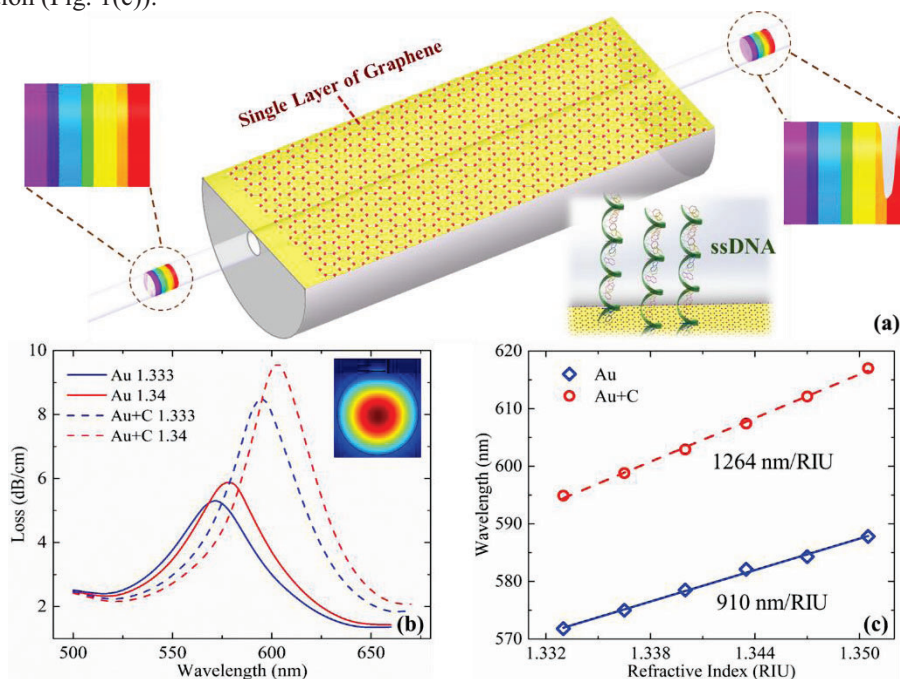 tion (Fig. 1(c)).
Single Layer of Graphene
ssDNA
(a)
10
8
6
4
2
Loss (dB/cm)
Au 1.333
Au 1.34
Au+C 1.333
Au+C 1.34
500
550
600
650
Wavelength (nm)
(b)
620
610
600
590
580
570
Wavelength (nm)
Au
Au+C
1264 nm/RIU
910 nm/RIU
1.332
1.338
1.344
1.350
Refractive Index (RIU)
(c)